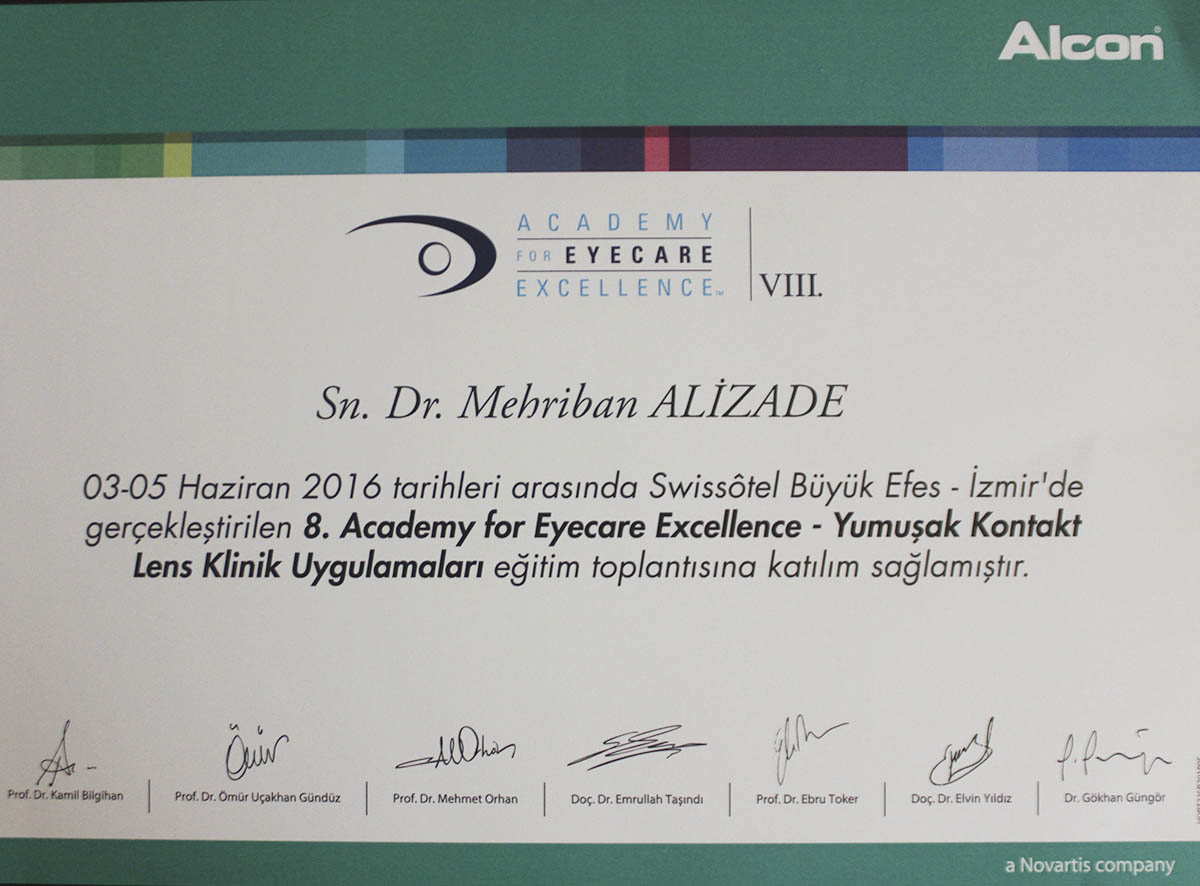 Alcon®
ACADEMY
FOR EYECARE
EXCELLENCE™
VIII.
Sn. Dr. Mehriban ALİZADE
03-05 Haziran 2016 tarihleri arasında Swissôtel Büyük Efes - İzmir'de
gerçekleştirilen 8. Academy for Eyecare Excellence - Yumuşak Kontakt
Lens Klinik Uygulamaları eğitim toplantısına katılım sağlamıştır.
Prof. Dr. Kamil Bilgihan
Prof. Dr. Ömür Uçakhan Gündüz
Prof. Dr. Mehmet Orhan
Doç. Dr. Emrullah Taşındı
Prof. Dr. Ebru Toker
Doç. Dr. Elvin Yıldız
Dr. Gökhan Güngör
a Novartis company